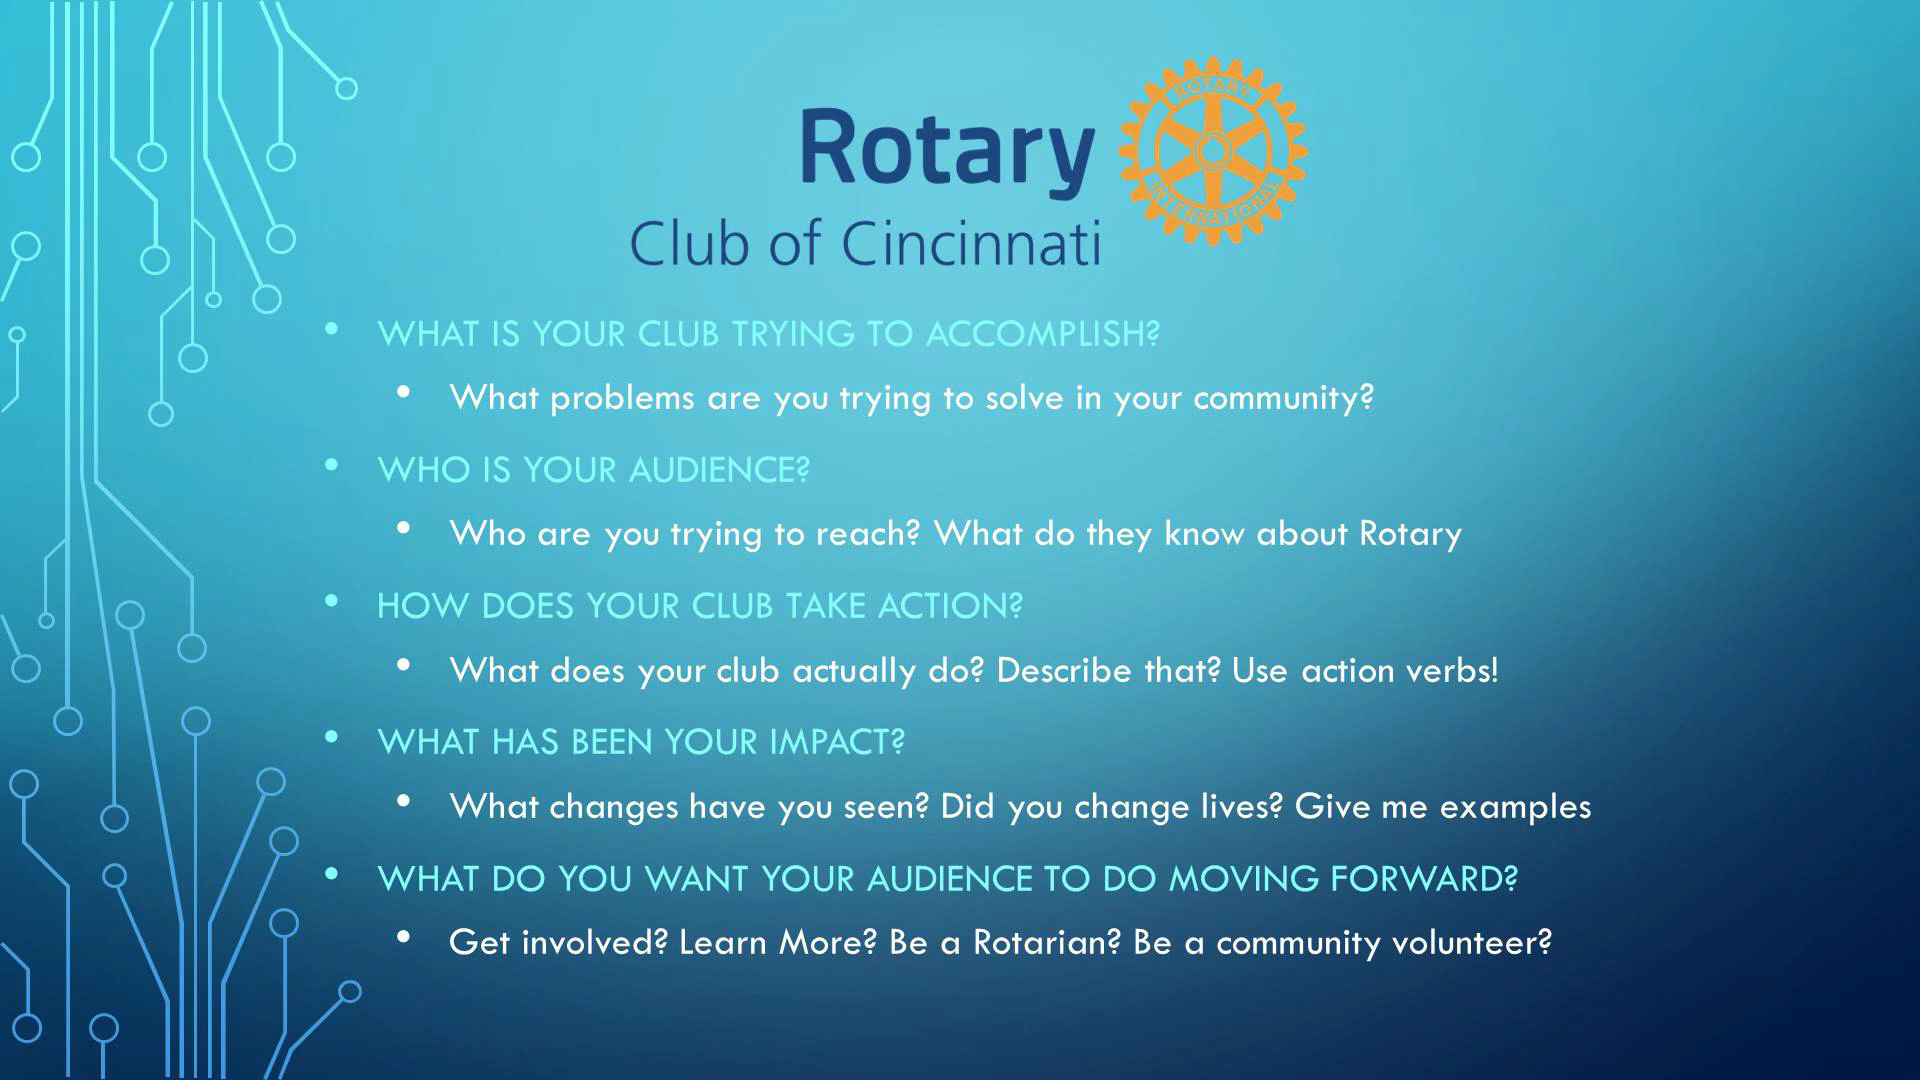 Rotary
Club of Cincinnati
ROTARY
INTERNATIONAL
• WHAT IS YOUR CLUB TRYING TO ACCOMPLISH?
• What problems are you trying to solve in your community?
• WHO IS YOUR AUDIENCE?
• Who are you trying to reach? What do they know about Rotary
• HOW DOES YOUR CLUB TAKE ACTION?
• What does your club actually do? Describe that? Use action verbs!
• WHAT HAS BEEN YOUR IMPACT?
• What changes have you seen? Did you change lives? Give me examples
• WHAT DO YOU WANT YOUR AUDIENCE TO DO MOVING FORWARD?
• Get involved? Learn More? Be a Rotarian? Be a community volunteer?